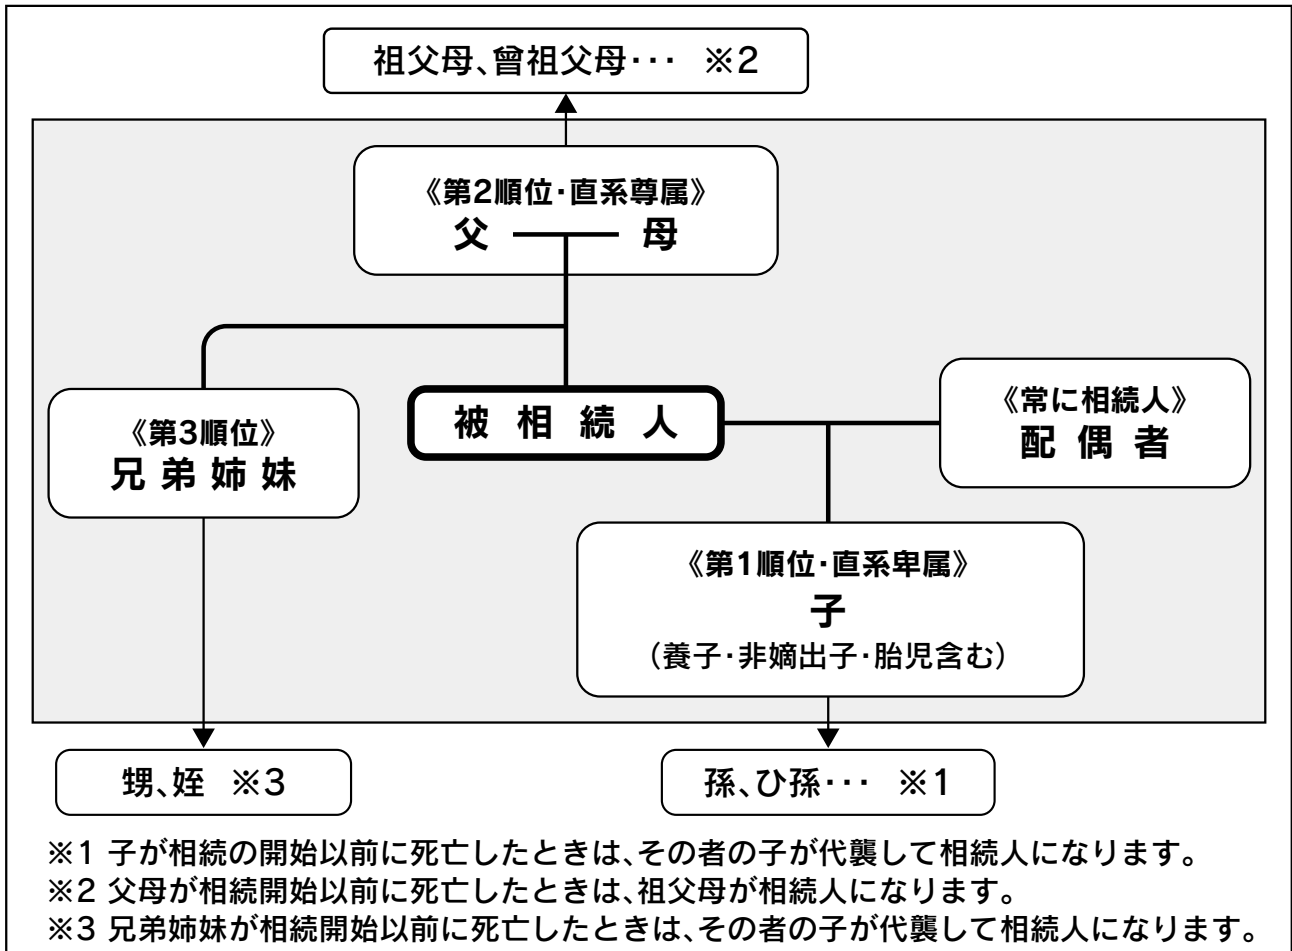 祖父母、曾祖父母･･･ ※2
《第2順位･直系尊属》
父 母
《第3順位》
兄弟姉妹
被相続人
《常に相続人》
配偶者
《第1順位･直系卑属》
子
（養子･非嫡出子･胎児含む）
甥、姪 ※3
孫、ひ孫･･･ ※1
※1 子が相続の開始以前に死亡したときは、その者の子が代襲して相続人になります。
※2 父母が相続開始以前に死亡したときは、祖父母が相続人になります。
※3 兄弟姉妹が相続開始以前に死亡したときは、その者の子が代襲して相続人になります。